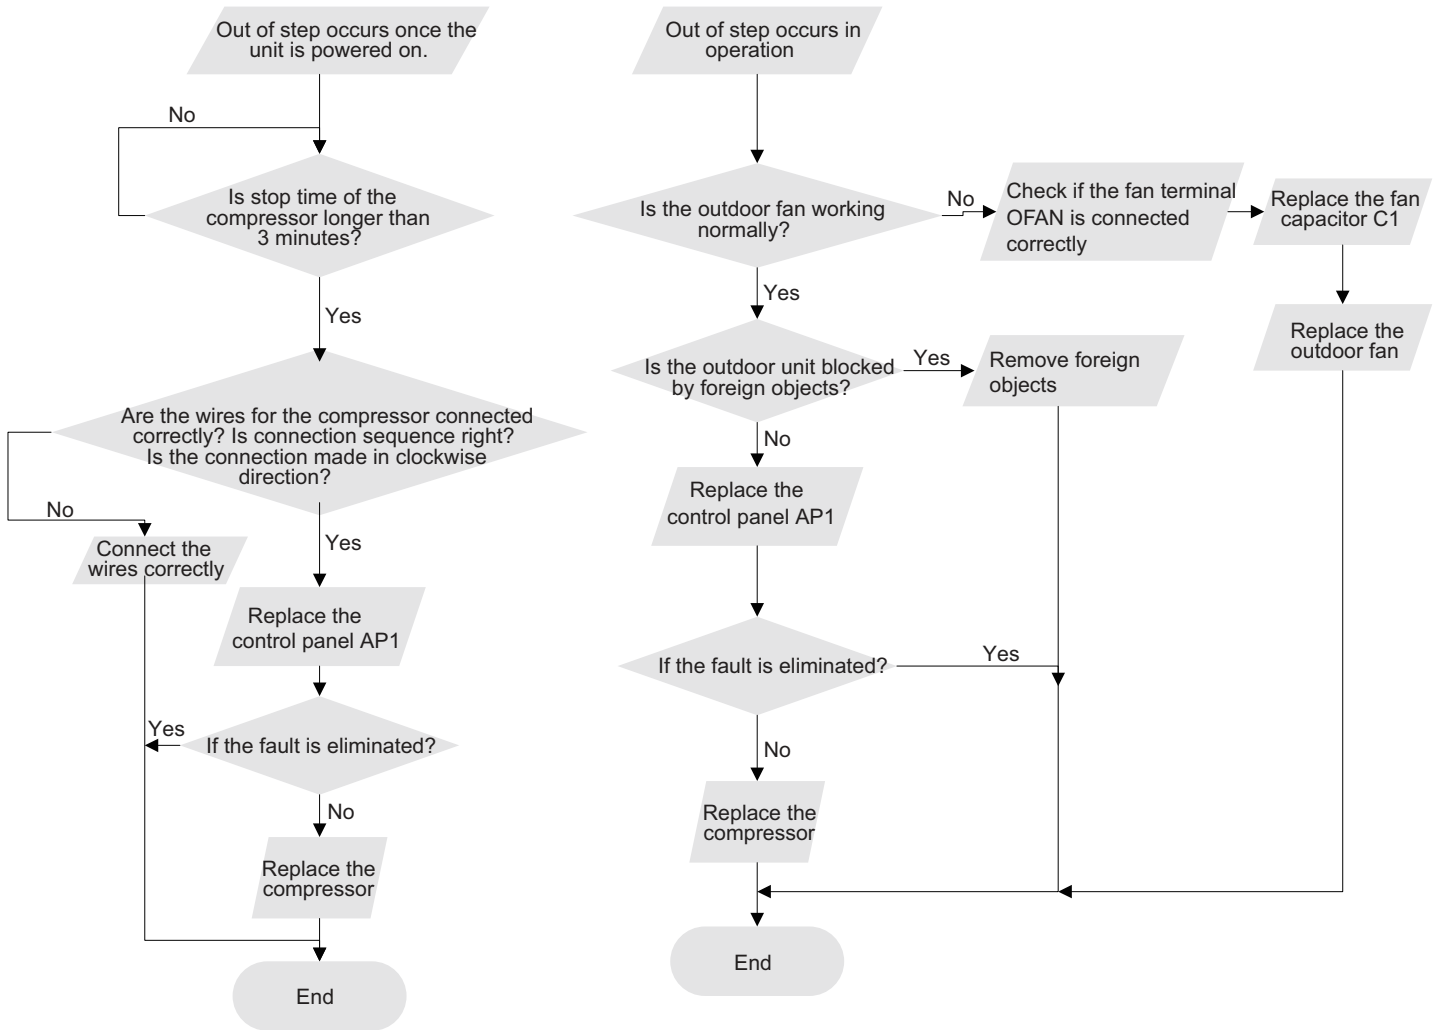 Out of step occurs once the
unit is powered on.
No
Is stop time of the
compressor longer than
3 minutes?
Yes
Are the wires for the compressor connected
correctly? Is connection sequence right?
Is the connection made in clockwise
direction?
No
Connect the
wires correctly
Yes
Replace the
control panel AP1
Yes
If the fault is eliminated?
No
Replace the
compressor
End
Out of step occurs in
operation
Is the outdoor fan working
normally?
No
Check if the fan terminal
OFAN is connected
correctly
Replace the fan
capacitor C1
Replace the
outdoor fan
Yes
Is the outdoor unit blocked
by foreign objects?
Yes
Remove foreign
objects
No
Replace the
control panel AP1
If the fault is eliminated?
Yes
No
Replace the
compressor
End